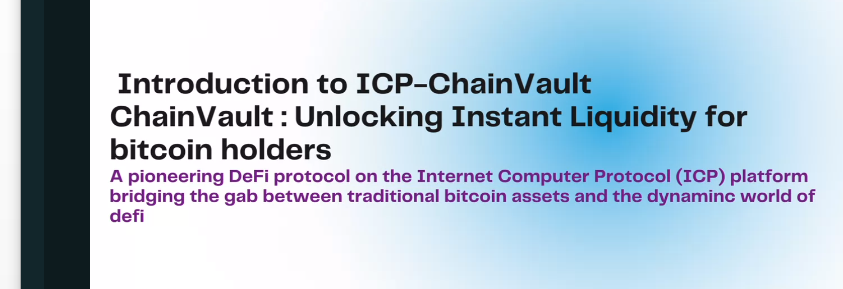 Introduction to ICP-ChainVault
ChainVault : Unlocking Instant Liquidity for
bitcoin holders
A pioneering DeFi protocol on the Internet Computer Protocol (ICP) platform
bridging the gab between traditional bitcoin assets and the dynaminc world of
defi